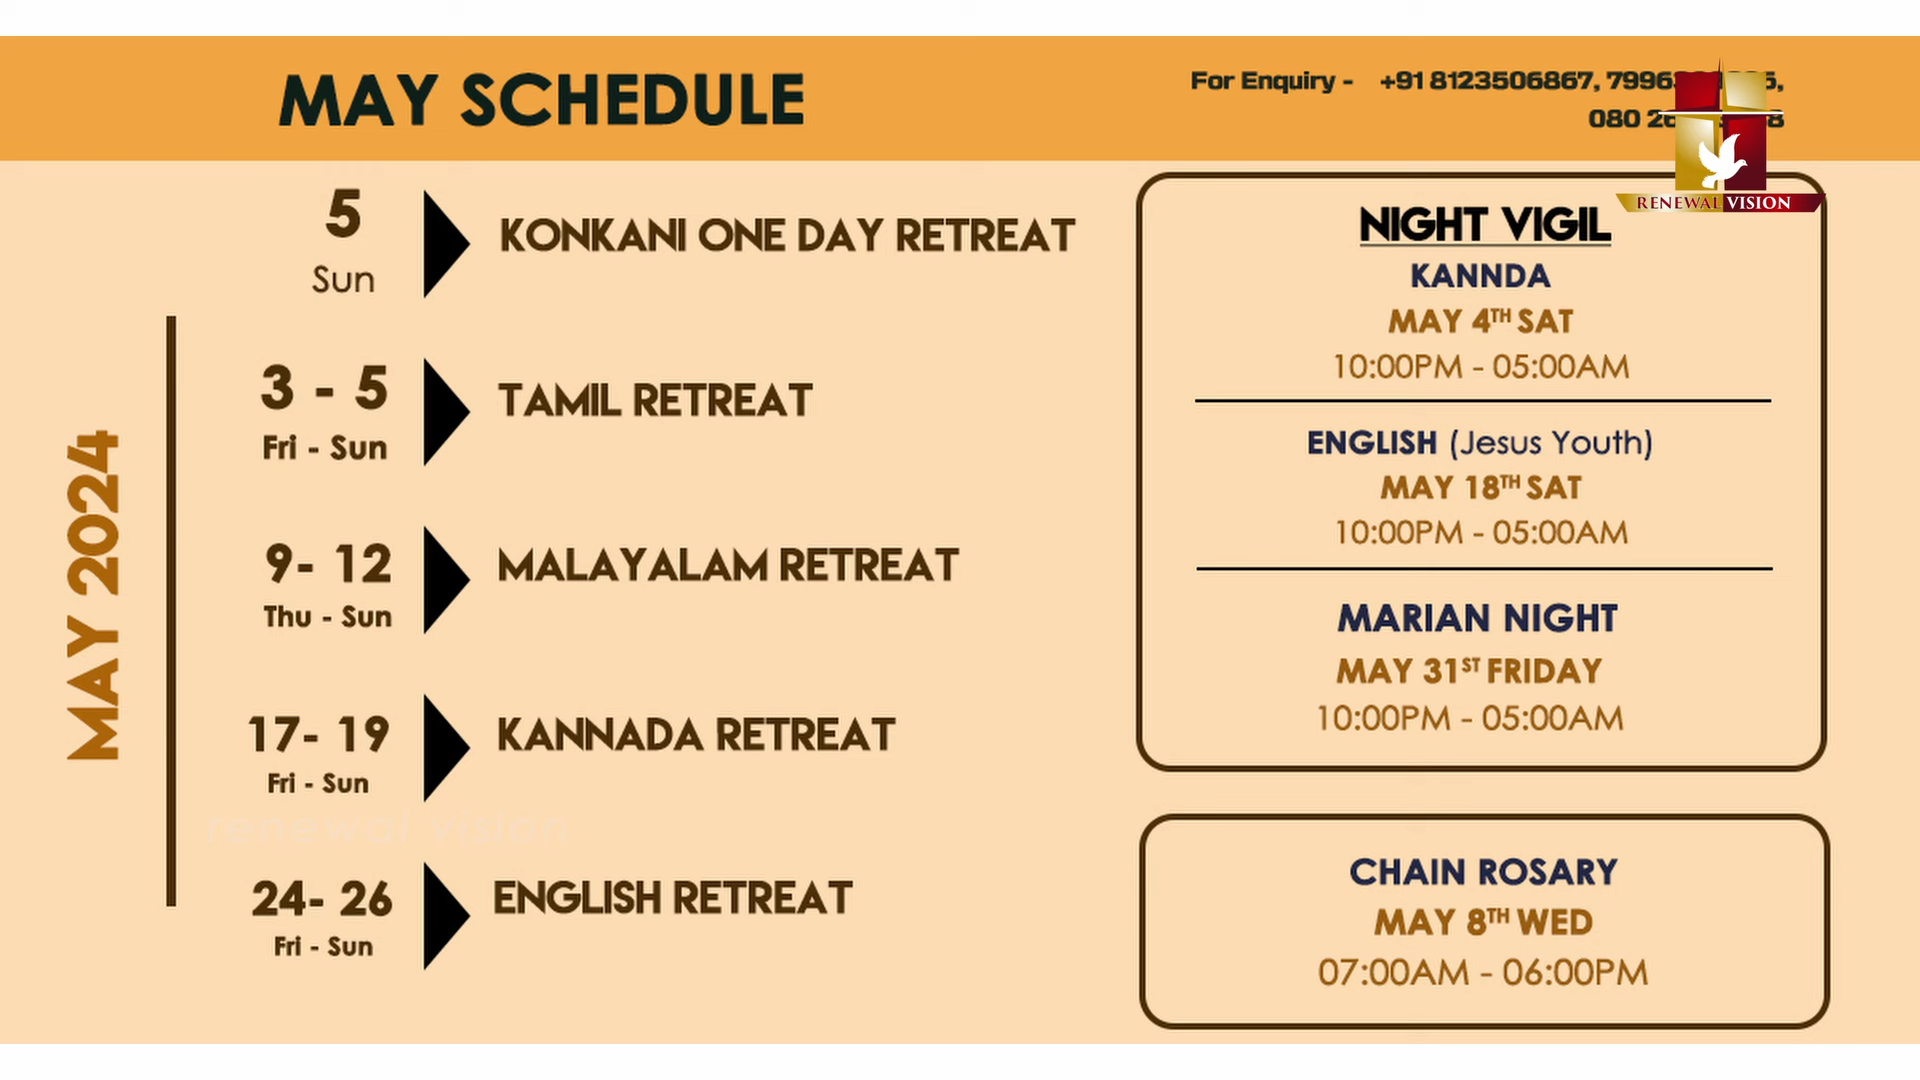 MAY SCHEDULE
For Enquiry - +91 8123506867,
080
RENEWAL VISION
MAY 2024
5
Sun
KONKANI ONE DAY RETREAT
3 - 5
Fri - Sun
TAMIL RETREAT
9- 12
Thu - Sun
MALAYALAM RETREAT
17- 19
Fri - Sun
KANNADA RETREAT
renewal vision
24- 26
Fri - Sun
ENGLISH RETREAT
NIGHT VIGIL
KANNDA
MAY 4TH SAT
10:00PM - 05:00AM
ENGLISH (Jesus Youth)
MAY 18TH SAT
10:00PM - 05:00AM
MARIAN NIGHT
MAY 31ST FRIDAY
10:00PM - 05:00AM
CHAIN ROSARY
MAY 8TH WED
07:00AM - 06:00PM